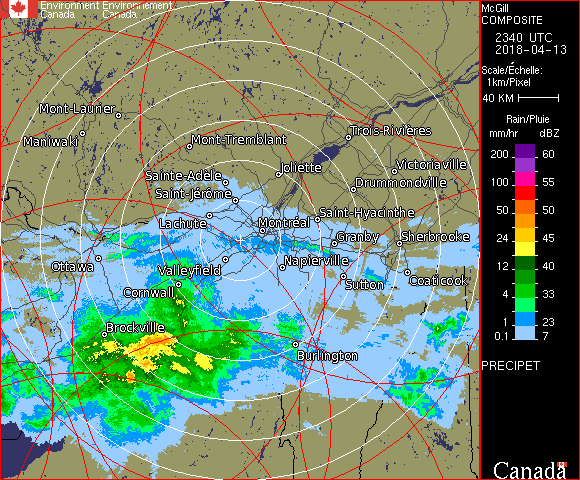 Environment Environnement
Canada Canada
McGill
COMPOSITE
2340 UTC
2018-04-13
Scale/Échelle:
1km/Pixel
40 KM
Rain/Pluie
mm/hr dBZ
200 60
100 55
50 50
24 45
12 40
4 33
1 23
0.1 7
PRECIPET
Canada
Mont-Laurier
Maniwaki
Mont-Tremblant
Trois-Rivières
Sainte-Adèle
Joliette
Victoriaville
Saint-Jérôme
Drummondville
Lachute
Montréal
Saint-Hyacinthe
Granby
Sherbrooke
Ottawa
Valleyfield
Napierville
Sutton
Coaticook
Cornwall
Brockville
Burlington